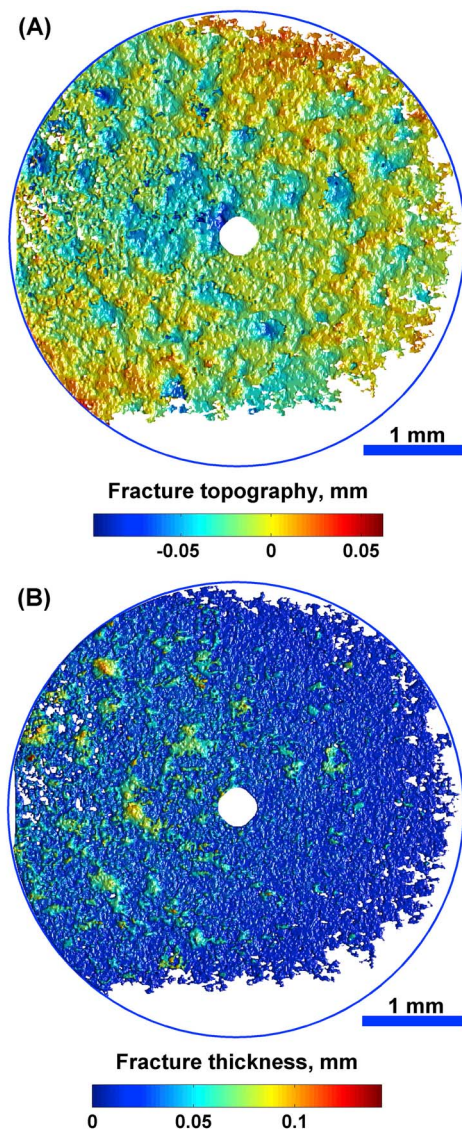 (A)
1 mm
Fracture topography, mm
-0.05 0 0.05
(B)
1 mm
Fracture thickness, mm
0 0.05 0.1